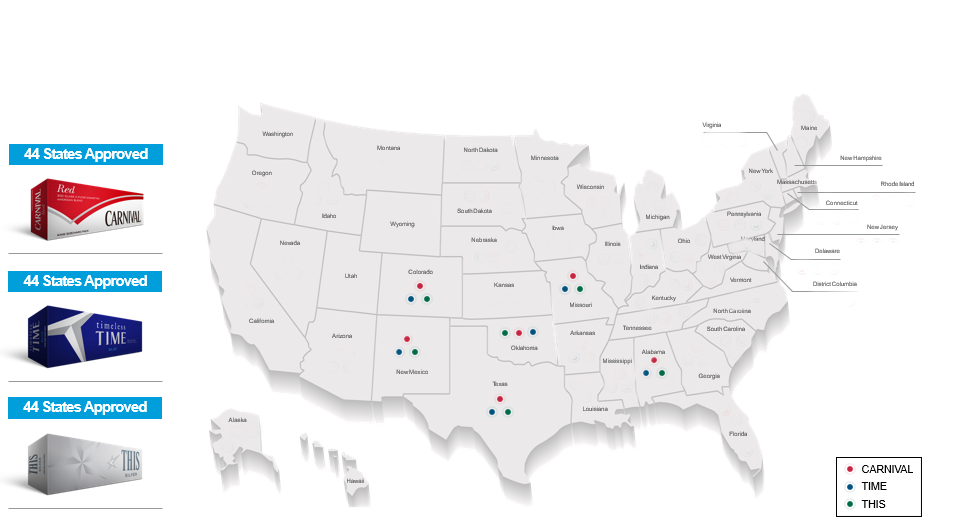 44 States Approved
Red
CARNIVAL
CARNIVAL
44 States Approved
timeless
TIME
TIME
44 States Approved
THIS
THIS
SILVER
Washington
Oregon
Idaho
Montana
Wyoming
Nevada
Utah
California
Colorado
Arizona
New Mexico
North Dakota
South Dakota
Nebraska
Kansas
Oklahoma
Texas
Minnesota
Iowa
Missouri
Arkansas
Louisiana
Wisconsin
Illinois
Michigan
Indiana
Ohio
Kentucky
Tennessee
Mississippi
Alabama
Georgia
Florida
South Carolina
North Carolina
Vermont
West Virginia
Maryland
Pennsylvania
New York
Massachusetts
Maine
Virginia
New Hampshire
Rhode Island
Connecticut
New Jersey
Delaware
District Columbia
Alaska
Hawaii
CARNIVAL
TIME
THIS